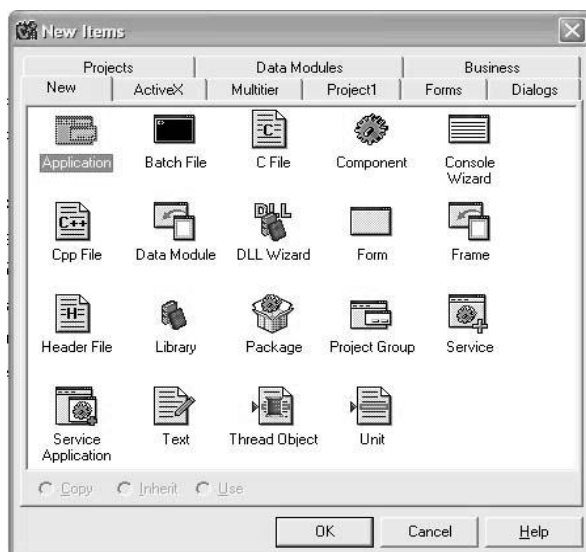 New Items
Projects Data Modules Business
New ActiveX Multitier Project1 Forms Dialogs
Application Batch File C File Component Console Wizard
C++
Cpp File Data Module DLL Wizard Form Frame
Header File Library Package Project Group Service
Service Application Text Thread Object Unit
Copy Inherit Use
OK Cancel Help